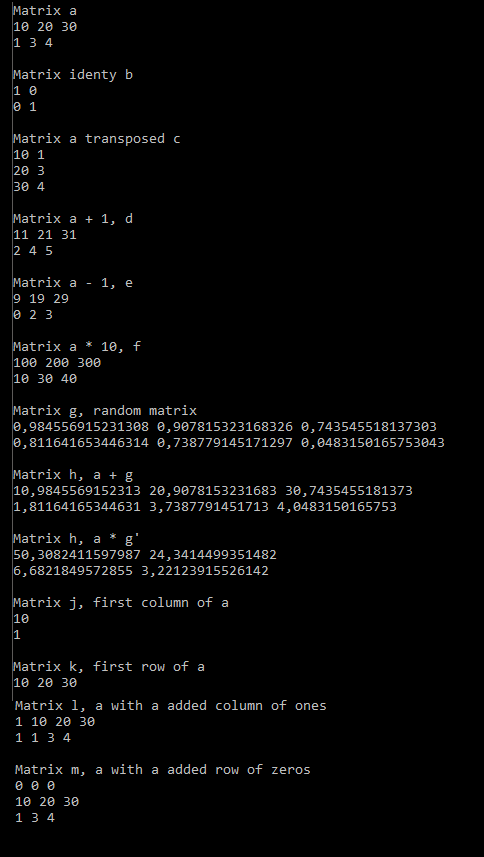 Matrix a
10 20 30
1 3 4
Matrix identy b
1 0
0 1
Matrix a transposed c
10 1
20 3
30 4
Matrix a + 1, d
11 21 31
2 4 5
Matrix a - 1, e
9 19 29
0 2 3
Matrix a * 10, f
100 200 300
10 30 40
Matrix g, random matrix
0,984556915231308 0,907815323168326 0,743545518137303
0,811641653446314 0,738779145171297 0,0483150165753043
Matrix h, a + g
10,9845569152313 20,9078153231683 30,7435455181373
1,81164165344631 3,7387791451713 4,0483150165753
Matrix h, a * g'
50,3082411597987 24,3414499351482
6,6821849572855 3,22123915526142
Matrix j, first column of a
10
1
Matrix k, first row of a
10 20 30
Matrix l, a with a added column of ones
1 10 20 30
1 1 3 4
Matrix m, a with a added row of zeros
0 0 0
10 20 30
1 3 4